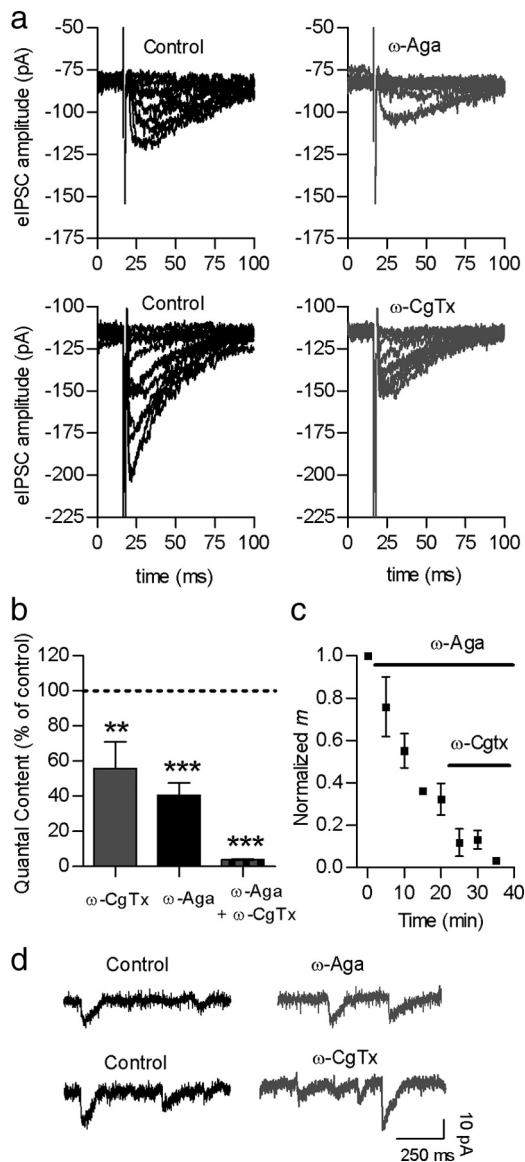 a
Control
ω-Aga
eIPSC amplitude (pA)
-50
-75
-100
-125
-150
-175
0 25 50 75 100
-50
-75
-100
-125
-150
-175
0 25 50 75 100
Control
ω-CgTx
eIPSC amplitude (pA)
-100
-125
-150
-175
-200
-225
0 25 50 75 100
time (ms)
-100
-125
-150
-175
-200
-225
0 25 50 75 100
time (ms)
b
Quantal Content (% of control)
120
100
80
60
40
20
0
**
***
***
ω-CgTx
ω-Aga
ω-Aga
+ ω-CgTx
c
Normalized m
1.0
0.8
0.6
0.4
0.2
0.0
ω-Aga
ω-Cgtx
0 10 20 30 40
Time (min)
d
Control
ω-Aga
Control
ω-CgTx
10 pA
250 ms